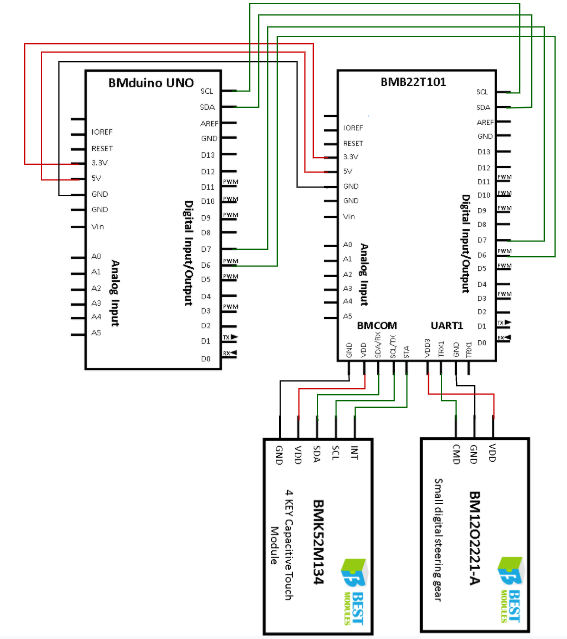 BMduino UNO
SCL
SDA
AREF
GND
D13
D12
PWM
D11
PWM
D10
PWM
D9
D8
D7
PWM
D6
PWM
D5
D4
PWM
D3
D2
TX
D1
RX
D0
IOREF
RESET
3.3V
5V
GND
GND
Vin
A0
A1
A2
A3
A4
A5
Digital Input/Output
Analog Input
BMB22T101
SCL
SDA
AREF
GND
D13
D12
PWM
D11
PWM
D10
PWM
D9
D8
D7
PWM
D6
PWM
D5
D4
PWM
D3
D2
TX
D1
RX
D0
IOREF
RESET
3.3V
5V
GND
GND
Vin
A0
A1
A2
A3
A4
A5
Digital Input/Output
Analog Input
BMCOM
UART1
GND
VDD
SDA/RX
SCL/TX
STA
VDD3
TRX1
GND
TRX1
GND
VDD
SDA
SCL
INT
BMK52M134
4 KEY Capacitive Touch
Module
BEST
MODULES
CMD
GND
VDD
BM12O2221-A
Small digital steering gear
BEST
MODULES